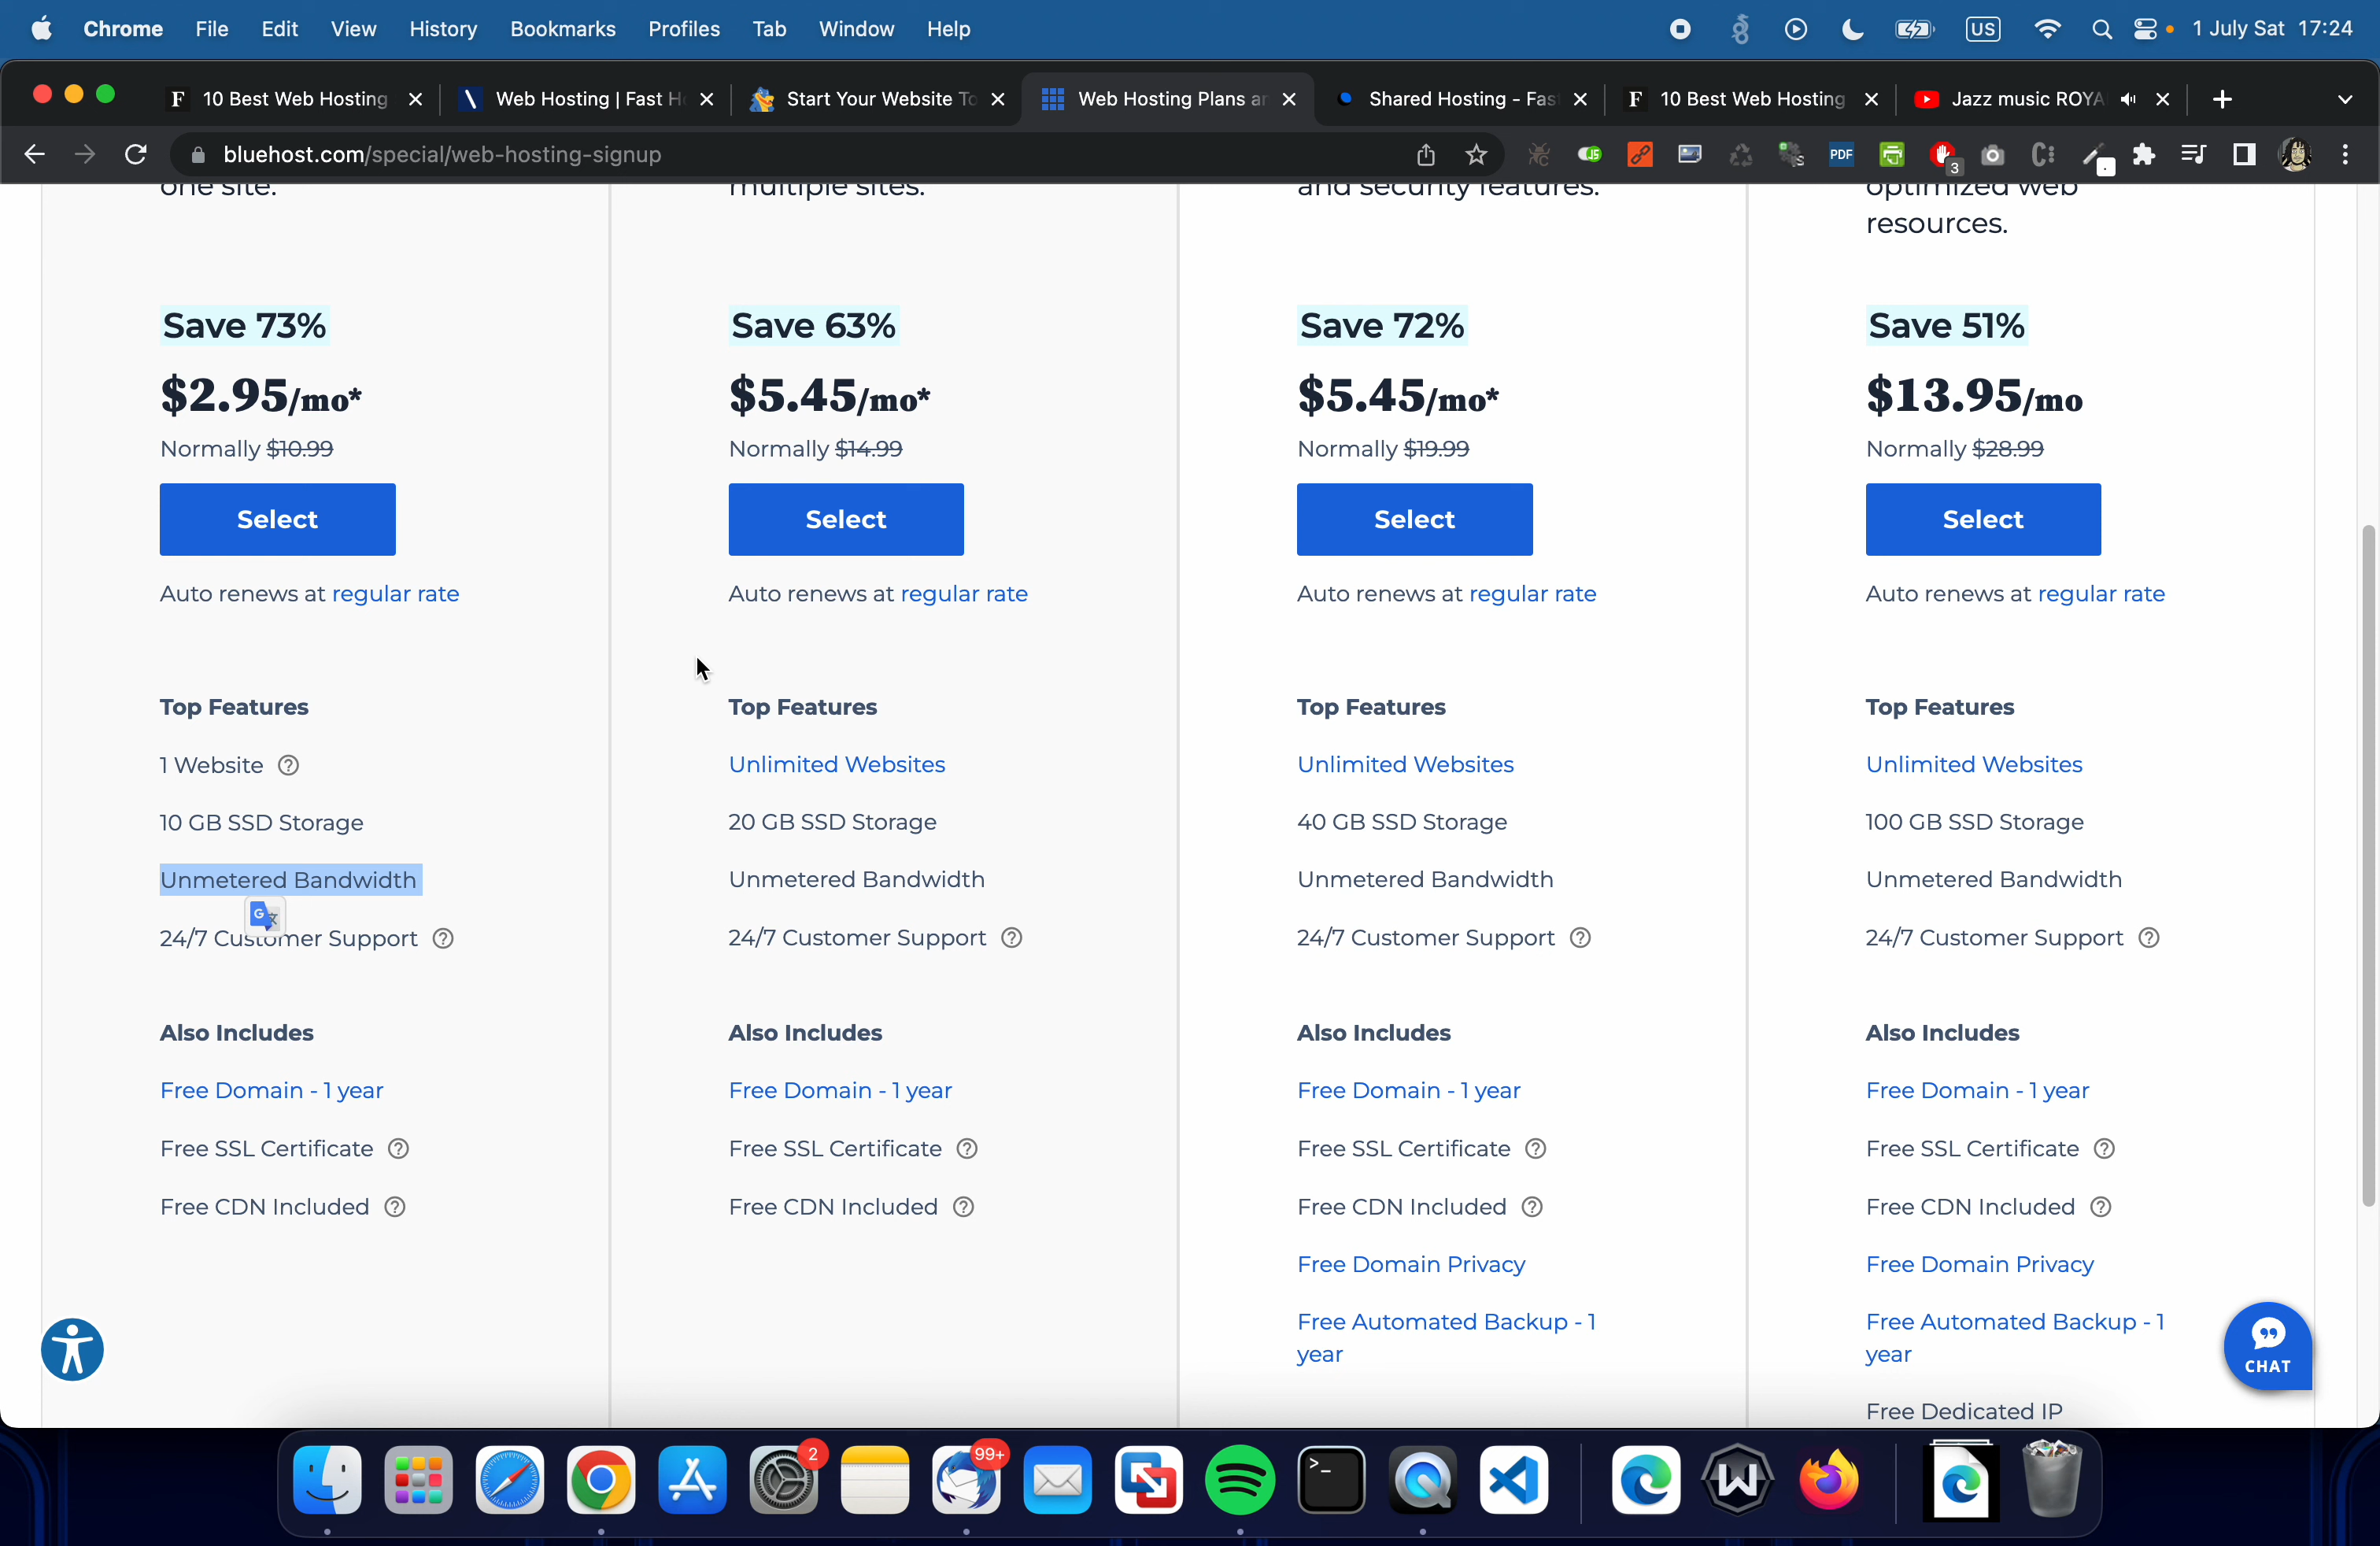 Chrome File Edit View History Bookmarks Profiles Tab Window Help US 1 July Sat 17:24
10 Best Web Hosting Web Hosting | Fast H Start Your Website To Web Hosting Plans ar Shared Hosting - Fas 10 Best Web Hosting Jazz music ROYA
bluehost.com/special/web-hosting-signup PDF 3
one site.
multiple sites.
and security features.
optimized web
resources.
Save 73%
$2.95/mo*
Normally $10.99
Select
Auto renews at regular rate
Top Features
1 Website
10 GB SSD Storage
Unmetered Bandwidth
24/7 Customer Support
Also Includes
Free Domain - 1 year
Free SSL Certificate
Free CDN Included
Save 63%
$5.45/mo*
Normally $14.99
Select
Auto renews at regular rate
Top Features
Unlimited Websites
20 GB SSD Storage
Unmetered Bandwidth
24/7 Customer Support
Also Includes
Free Domain - 1 year
Free SSL Certificate
Free CDN Included
Save 72%
$5.45/mo*
Normally $19.99
Select
Auto renews at regular rate
Top Features
Unlimited Websites
40 GB SSD Storage
Unmetered Bandwidth
24/7 Customer Support
Also Includes
Free Domain - 1 year
Free SSL Certificate
Free CDN Included
Free Domain Privacy
Free Automated Backup - 1
year
Save 51%
$13.95/mo
Normally $28.99
Select
Auto renews at regular rate
Top Features
Unlimited Websites
100 GB SSD Storage
Unmetered Bandwidth
24/7 Customer Support
Also Includes
Free Domain - 1 year
Free SSL Certificate
Free CDN Included
Free Domain Privacy
Free Automated Backup - 1
year
Free Dedicated IP
CHAT
2
99+